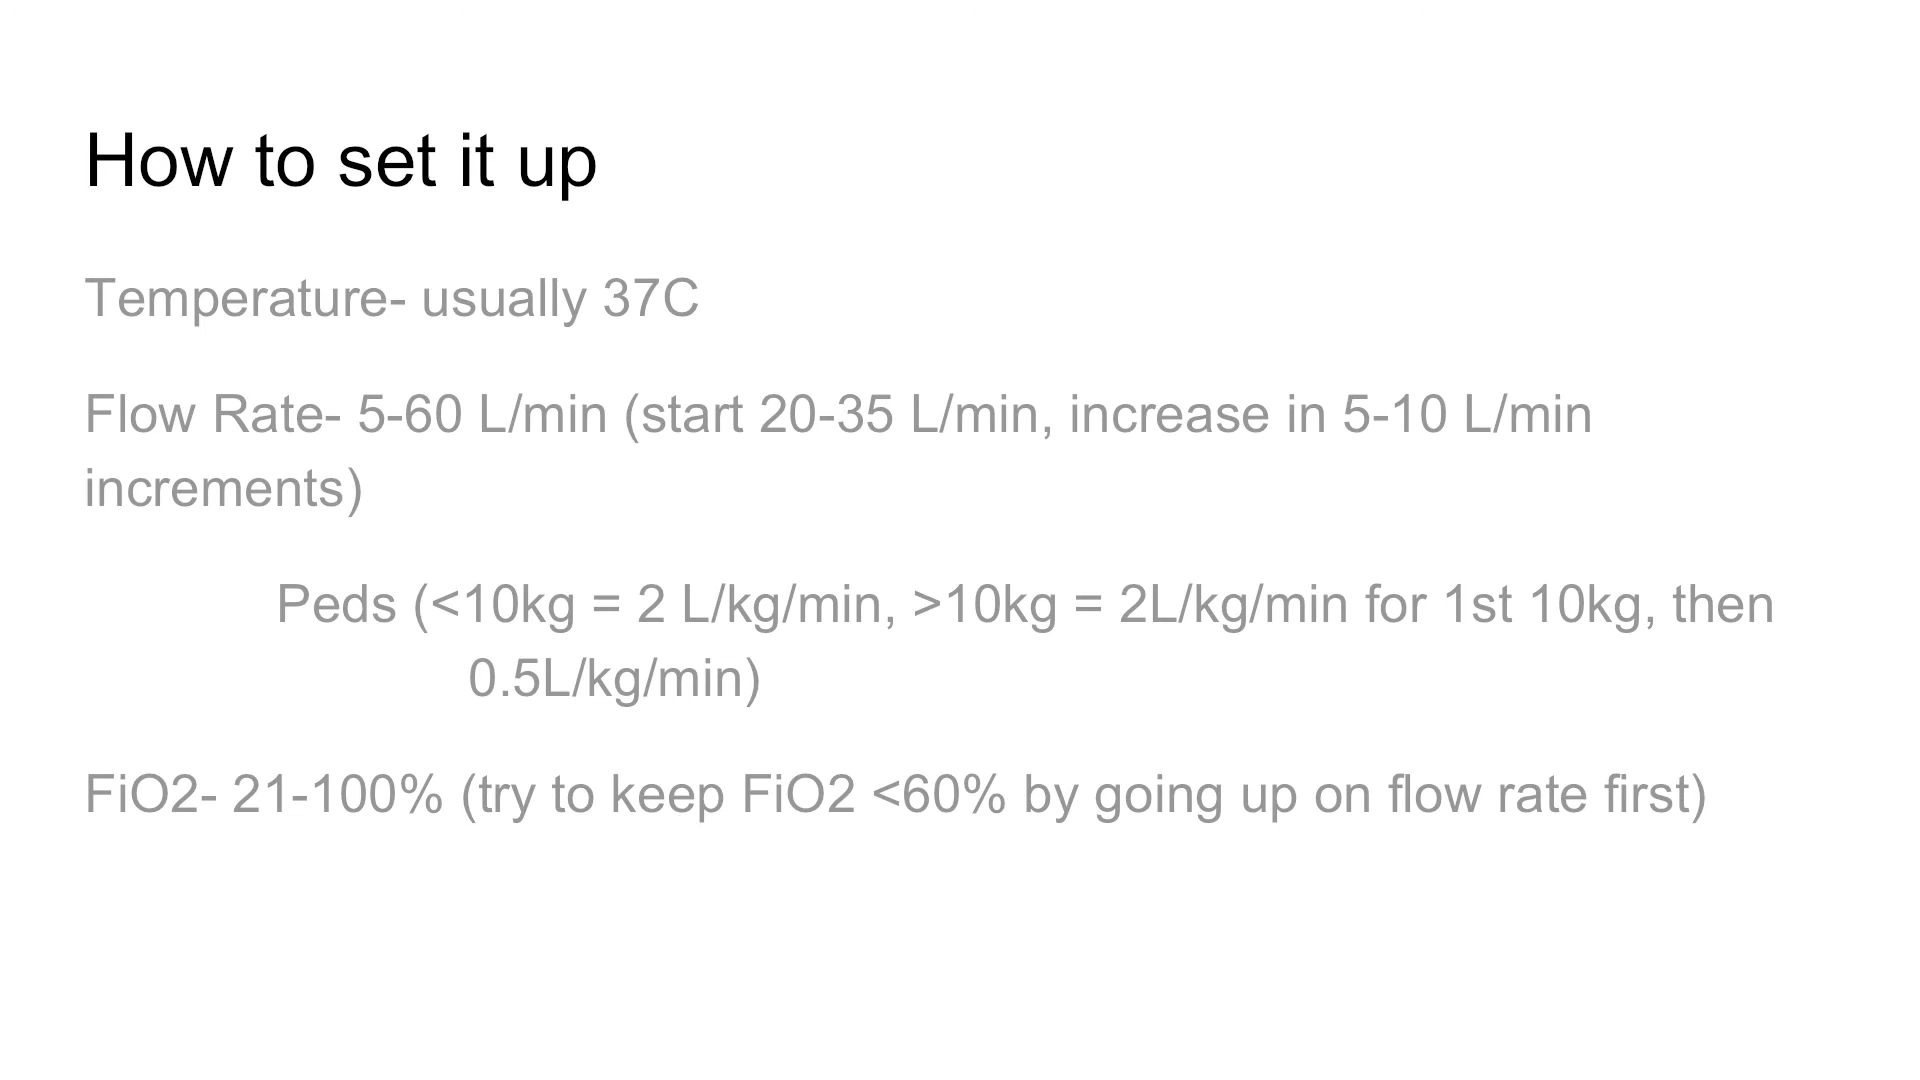 How to set it up
Temperature- usually 37C
Flow Rate- 5-60 L/min (start 20-35 L/min, increase in 5-10 L/min
increments)
Peds (<10kg = 2 L/kg/min, >10kg = 2L/kg/min for 1st 10kg, then
0.5L/kg/min)
FiO2- 21-100% (try to keep FiO2 <60% by going up on flow rate first)